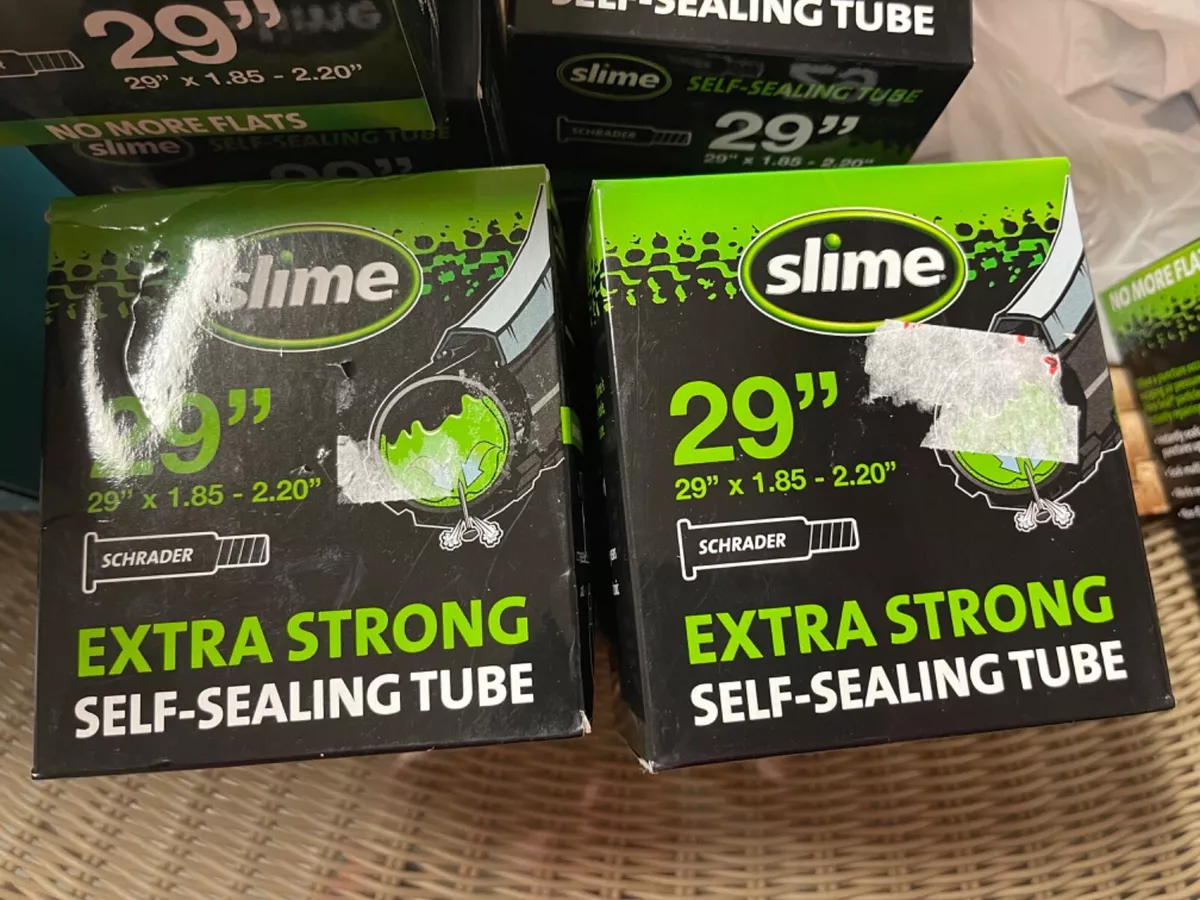 29”
29” x 1.85 - 2.20”
NO MORE FLATS
slime
SELF-SEALING TUBE
29”
SELF-SEALING TUBE
slime
SELF-SEALING TUBE
SCHRADER
29”
29” x 1.85 - 2.20”
slime
29”
29” x 1.85 - 2.20”
SCHRADER
EXTRA STRONG
SELF-SEALING TUBE
slime
29”
29” x 1.85 - 2.20”
SCHRADER
EXTRA STRONG
SELF-SEALING TUBE
NO MORE